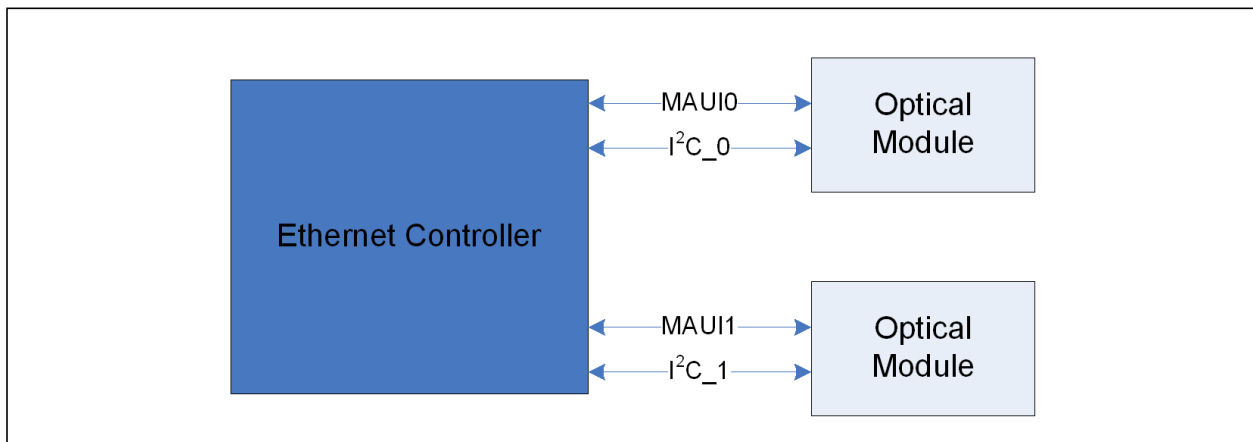 MAUI0
I²C_0
Optical
Module
Ethernet Controller
MAUI1
I²C_1
Optical
Module